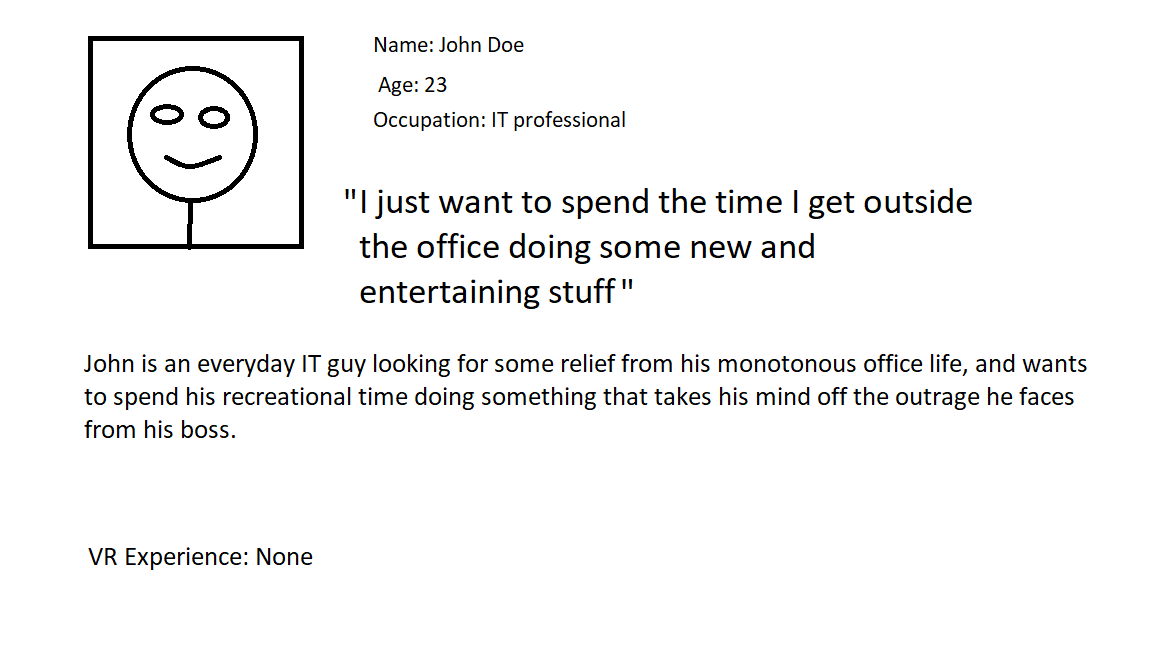 Name: John Doe
Age: 23
Occupation: IT professional
"I just want to spend the time I get outside
the office doing some new and
entertaining stuff"
John is an everyday IT guy looking for some relief from his monotonous office life, and wants
to spend his recreational time doing something that takes his mind off the outrage he faces
from his boss.
VR Experience: None